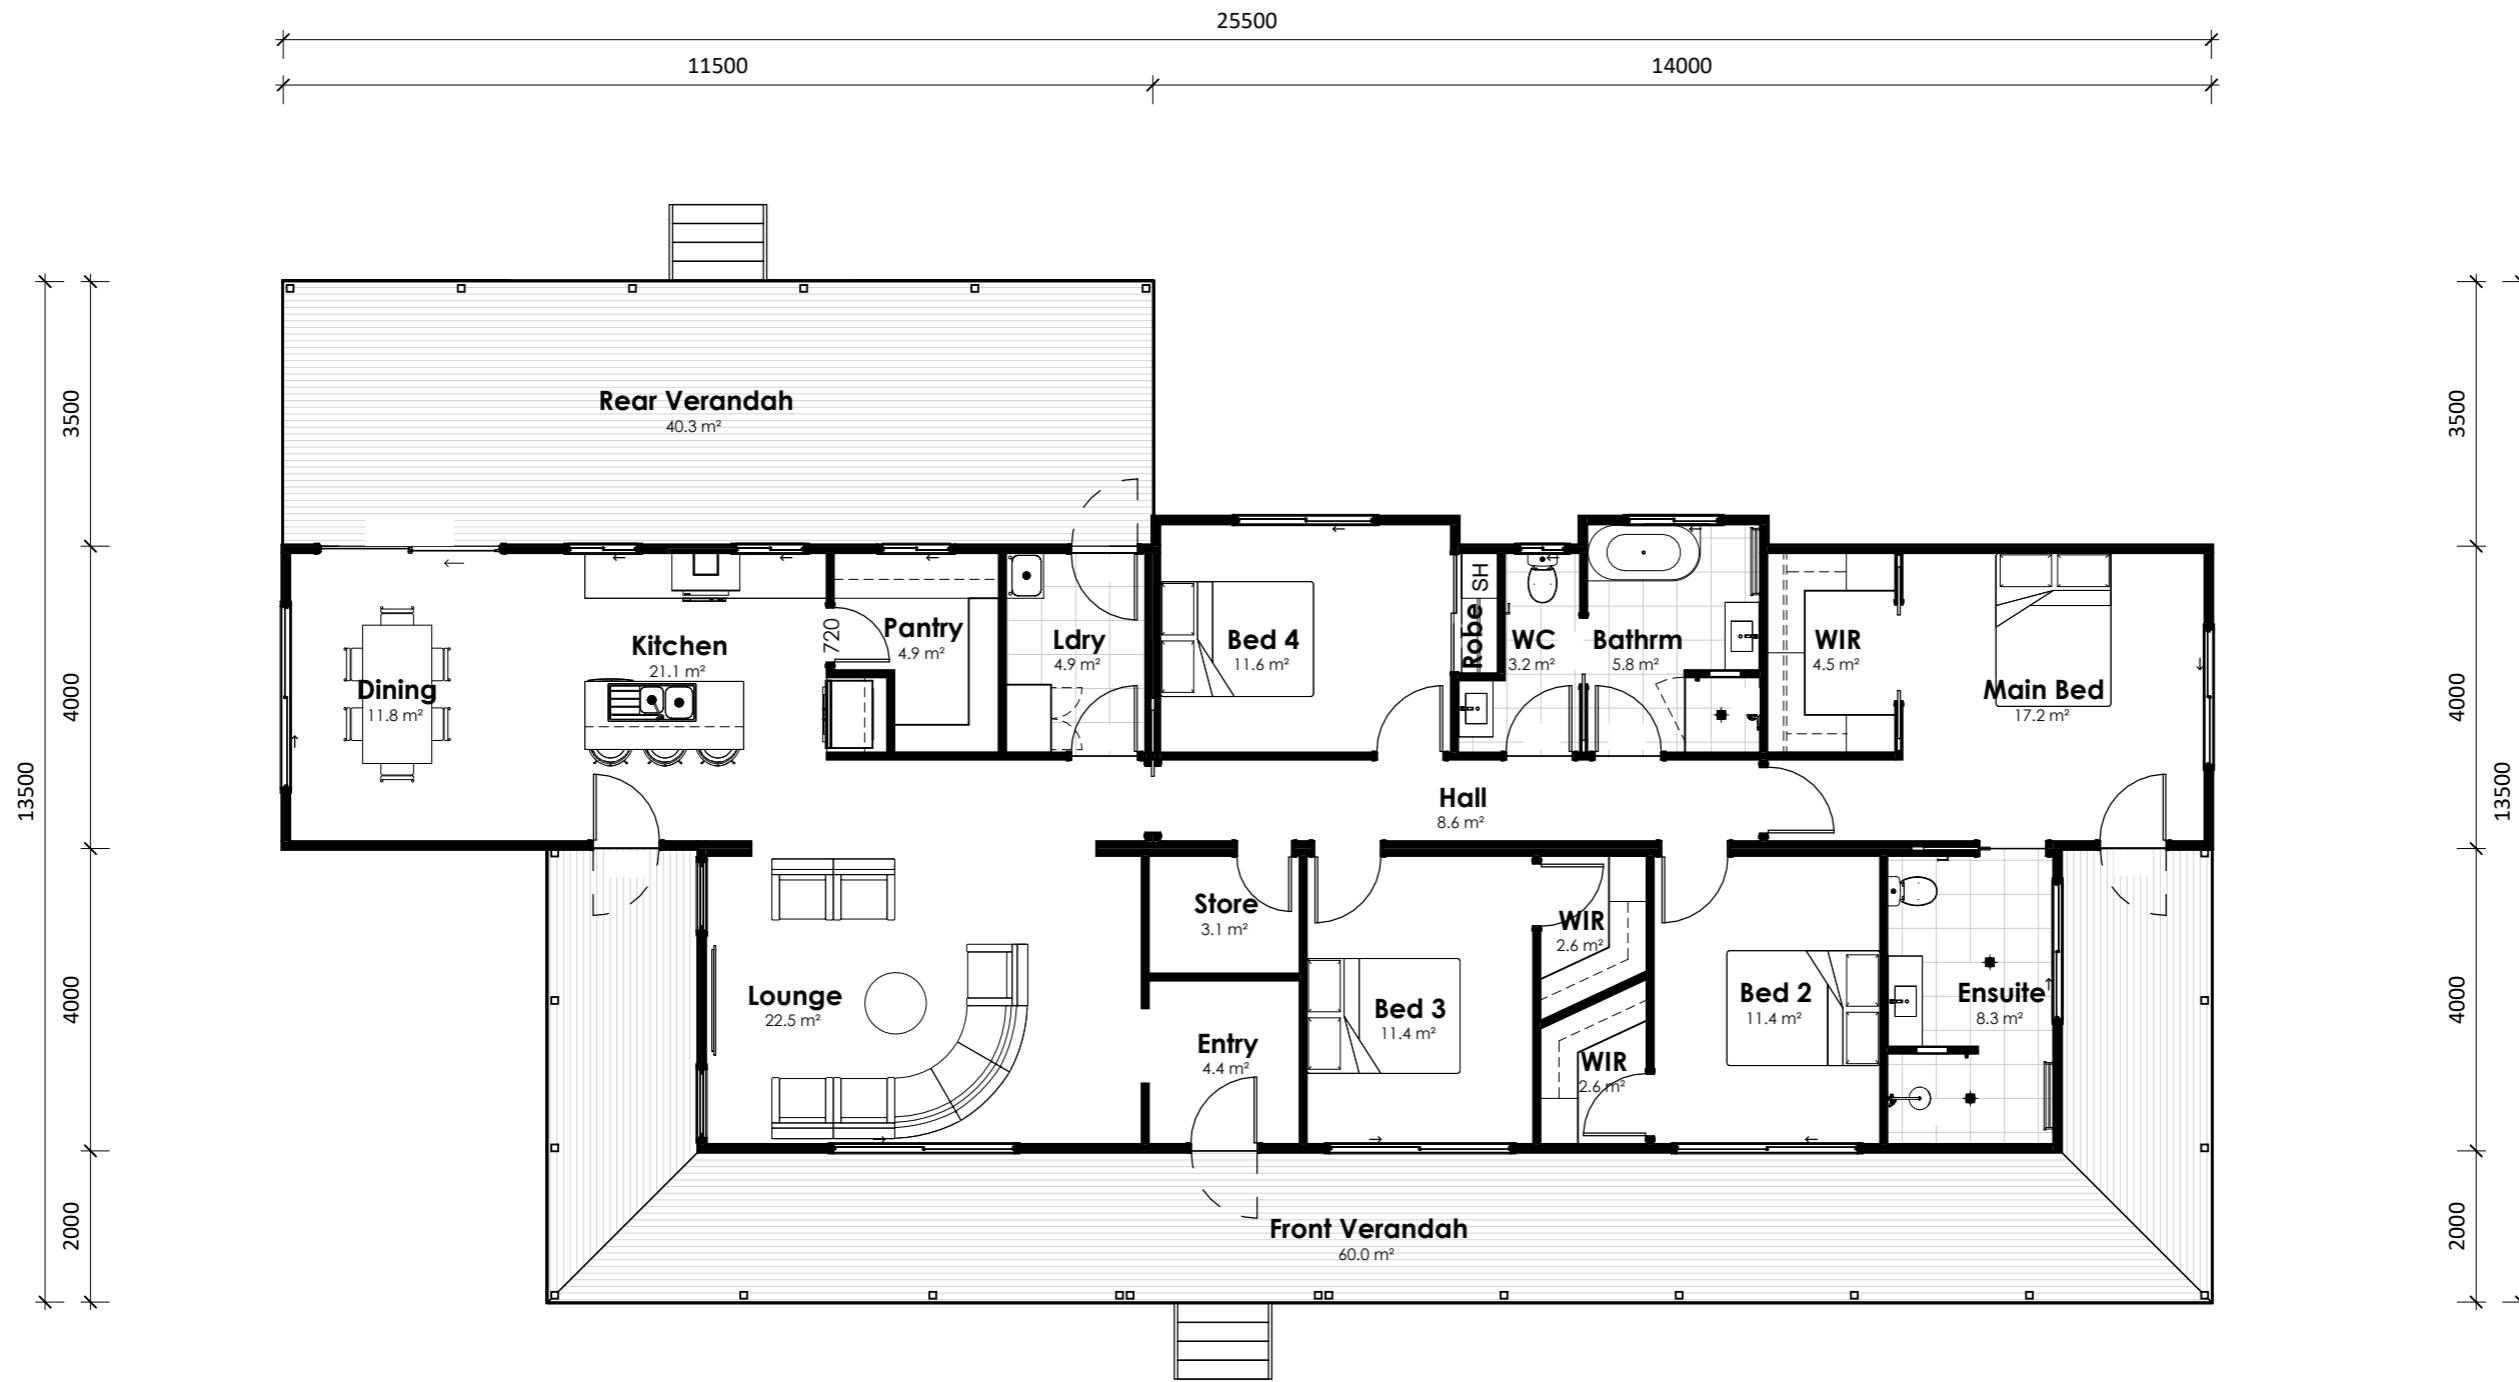 25500
11500
14000
13500
3500
4000
4000
2000
3500
4000
4000
2000
13500
Rear Verandah
40.3 m²
Dining
11.8 m²
Kitchen
21.1 m²
720
Pantry
4.9 m²
Ldry
4.9 m²
Bed 4
11.6 m²
Robe
SH
WC
3.2 m²
Bathrm
5.8 m²
WIR
4.5 m²
Main Bed
17.2 m²
Hall
8.6 m²
Lounge
22.5 m²
Store
3.1 m²
Entry
4.4 m²
Bed 3
11.4 m²
WIR
2.6 m²
WIR
2.6 m²
Bed 2
11.4 m²
Ensuite
8.3 m²
Front Verandah
60.0 m²